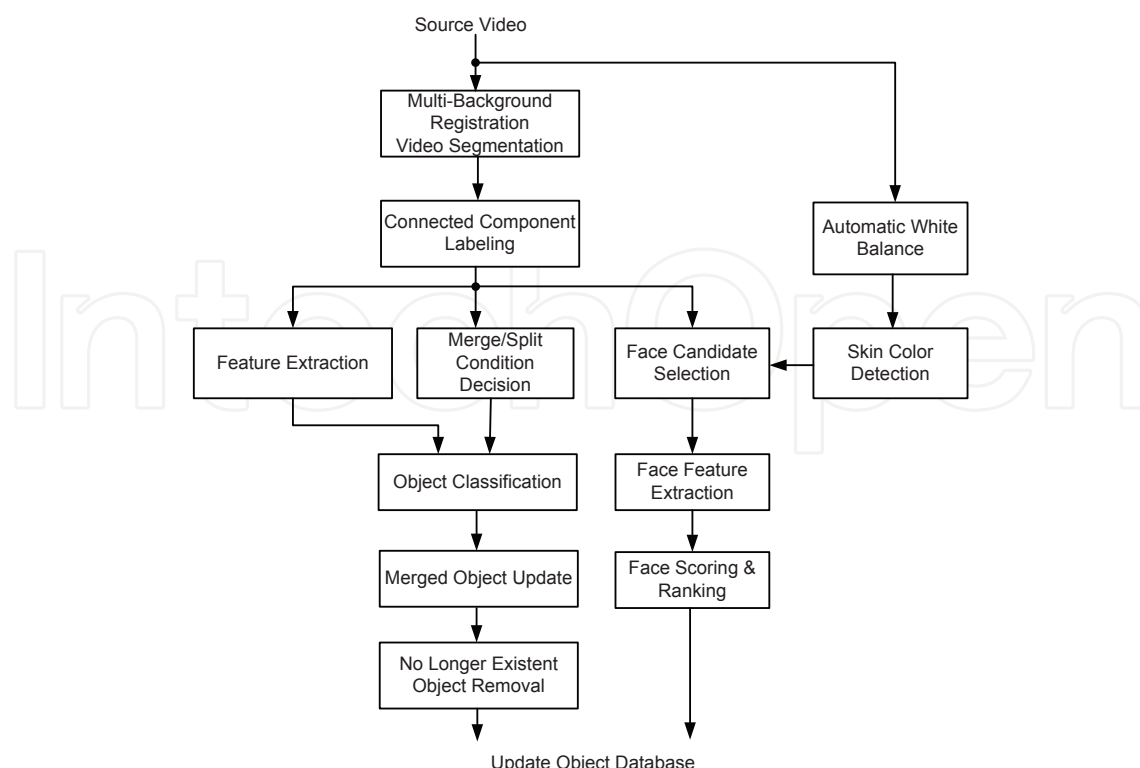 Source Video
Multi-Background
Registration
Video Segmentation
Connected Component
Labeling
Automatic White
Balance
Feature Extraction
Merge/Split
Condition
Decision
Face Candidate
Selection
Skin Color
Detection
Object Classification
Face Feature
Extraction
Merged Object Update
Face Scoring &
Ranking
No Longer Existent
Object Removal
Update Object Database
IntechOpen